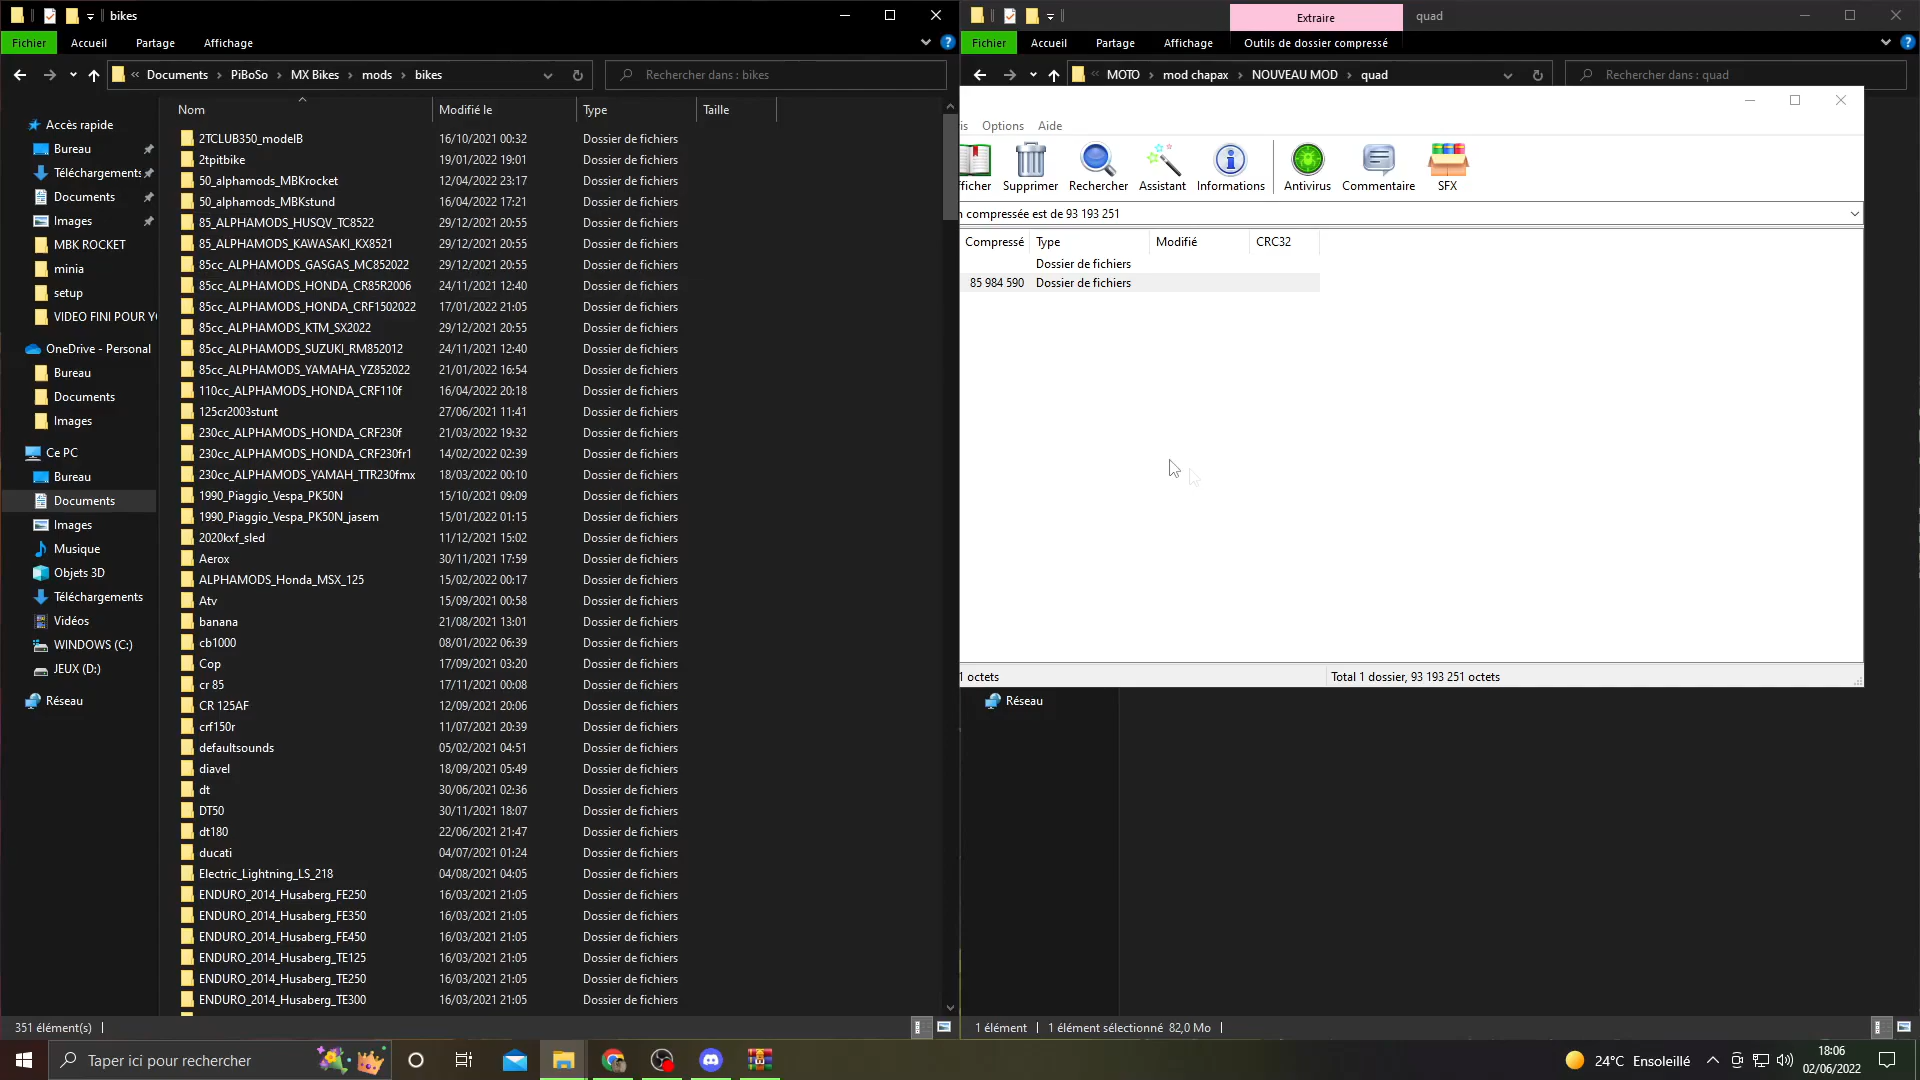 bikes
Fichier
Accueil
Partage
Affichage
Documents
PiBoSo
MX Bikes
mods
bikes
Rechercher dans : bikes
Nom
Modifié le
Type
Taille
Accès rapide
Bureau
Téléchargements
Documents
Images
MBK ROCKET
minia
setup
VIDEO FINI POUR Y
OneDrive - Personal
Bureau
Documents
Images
Ce PC
Bureau
Documents
Images
Musique
Objets 3D
Téléchargements
Vidéos
WINDOWS (C:)
JEUX (D:)
Réseau
2TCLUB350_modelB 16/10/2021 00:32 Dossier de fichiers
2tpitbike 19/01/2022 19:01 Dossier de fichiers
50_alphamods_MBKrocket 12/04/2022 23:17 Dossier de fichiers
50_alphamods_MBKstund 16/04/2022 17:21 Dossier de fichiers
85_ALPHAMODS_HUSQV_TC8522 29/12/2021 20:55 Dossier de fichiers
85_ALPHAMODS_KAWASAKI_KX8521 29/12/2021 20:55 Dossier de fichiers
85cc_ALPHAMODS_GASGAS_MC852022 29/12/2021 20:55 Dossier de fichiers
85cc_ALPHAMODS_HONDA_CR85R2006 24/11/2021 12:40 Dossier de fichiers
85cc_ALPHAMODS_HONDA_CRF1502022 17/01/2022 21:05 Dossier de fichiers
85cc_ALPHAMODS_KTM_SX2022 29/12/2021 20:55 Dossier de fichiers
85cc_ALPHAMODS_SUZUKI_RM852012 24/11/2021 12:40 Dossier de fichiers
85cc_ALPHAMODS_YAMAHA_YZ852022 21/01/2022 16:54 Dossier de fichiers
110cc_ALPHAMODS_HONDA_CRF110f 16/04/2022 20:18 Dossier de fichiers
125cr2003stunt 27/06/2021 11:41 Dossier de fichiers
230cc_ALPHAMODS_HONDA_CRF230f 21/03/2022 19:32 Dossier de fichiers
230cc_ALPHAMODS_HONDA_CRF230fr1 14/02/2022 02:39 Dossier de fichiers
230cc_ALPHAMODS_YAMAH_TTR230fmx 18/03/2022 00:10 Dossier de fichiers
1990_Piaggio_Vespa_PK50N 15/10/2021 09:09 Dossier de fichiers
1990_Piaggio_Vespa_PK50N_jasem 15/01/2022 01:15 Dossier de fichiers
2020kxf_sled 11/12/2021 15:02 Dossier de fichiers
Aerox 30/11/2021 17:59 Dossier de fichiers
ALPHAMODS_Honda_MSX_125 15/02/2022 00:17 Dossier de fichiers
Atv 15/09/2021 00:58 Dossier de fichiers
banana 21/08/2021 13:01 Dossier de fichiers
cb1000 08/01/2022 06:39 Dossier de fichiers
Cop 17/09/2021 03:20 Dossier de fichiers
cr 85 17/11/2021 00:08 Dossier de fichiers
CR 125AF 12/09/2021 20:06 Dossier de fichiers
crf150r 11/07/2021 20:39 Dossier de fichiers
defaultsounds 05/02/2021 04:51 Dossier de fichiers
diavel 18/09/2021 05:49 Dossier de fichiers
dt 30/06/2021 02:36 Dossier de fichiers
DT50 30/11/2021 18:07 Dossier de fichiers
dt180 22/06/2021 21:47 Dossier de fichiers
ducati 04/07/2021 01:24 Dossier de fichiers
Electric_Lightning_LS_218 04/08/2021 04:05 Dossier de fichiers
ENDURO_2014_Husaberg_FE250 16/03/2021 21:05 Dossier de fichiers
ENDURO_2014_Husaberg_FE350 16/03/2021 21:05 Dossier de fichiers
ENDURO_2014_Husaberg_FE450 16/03/2021 21:05 Dossier de fichiers
ENDURO_2014_Husaberg_TE125 16/03/2021 21:05 Dossier de fichiers
ENDURO_2014_Husaberg_TE250 16/03/2021 21:05 Dossier de fichiers
ENDURO_2014_Husaberg_TE300 16/03/2021 21:05 Dossier de fichiers
351 élément(s)
Extraire
quad
Fichier
Accueil
Partage
Affichage
Outils de dossier compressé
MOTO
mod chapax
NOUVEAU MOD
quad
Rechercher dans : quad
is
Options
Aide
fficher
Supprimer
Rechercher
Assistant
Informations
Antivirus
Commentaire
SFX
n compressée est de 93 193 251
Compressé
Type
Modifié
CRC32
Dossier de fichiers
85 984 590 Dossier de fichiers
1 octets
Total 1 dossier, 93 193 251 octets
Réseau
1 élément
1 élément sélectionné 82,0 Mo
Taper ici pour rechercher
24°C Ensoleillé
18:06
02/06/2022